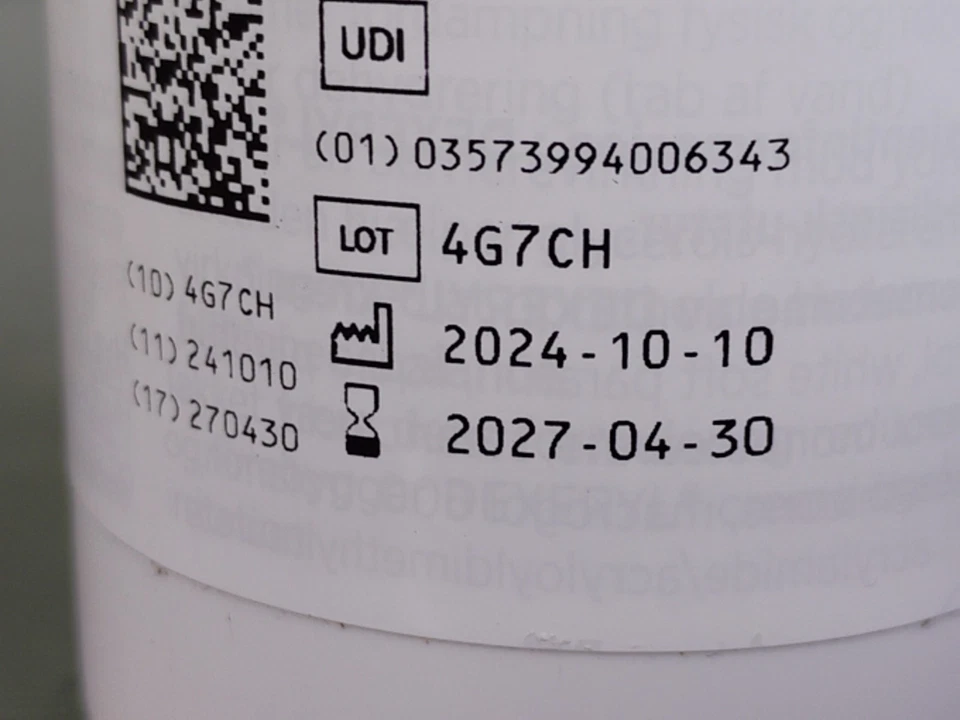 UDI
(01) 03573994006343
LOT 4G7CH
(10) 4G7CH
(11) 241010
(17) 270430
2024-10-10
2027-04-30